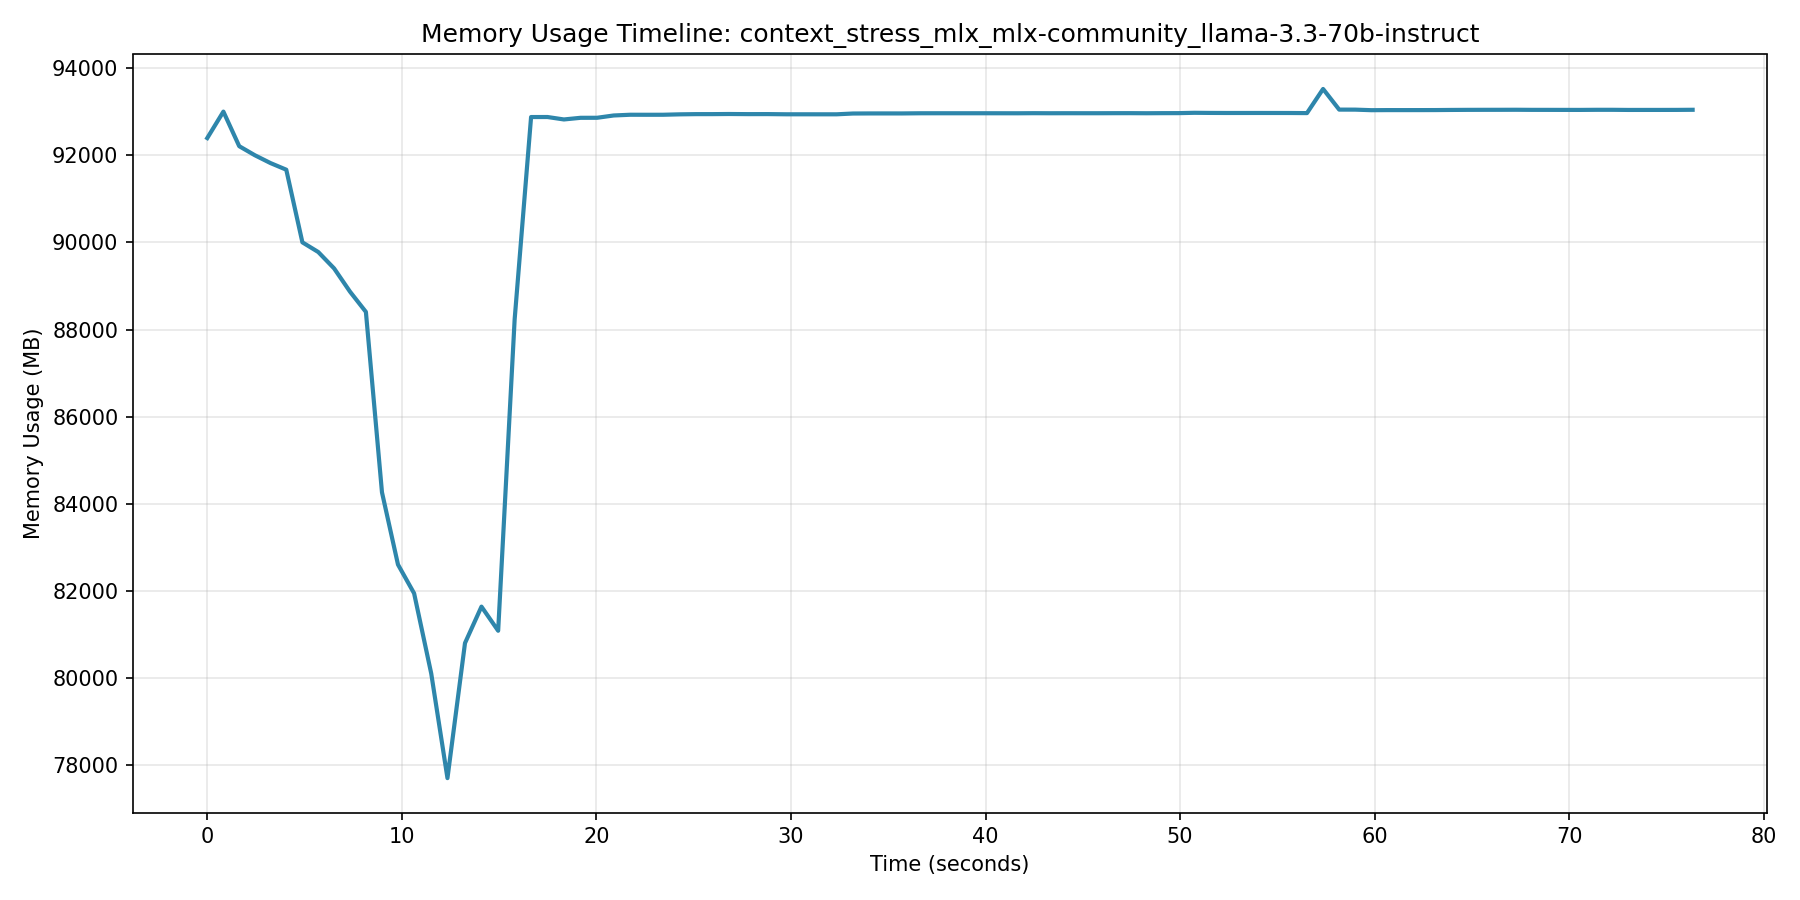 Memory Usage Timeline: context_stress_mlx_mlx-community_llama-3.3-70b-instruct
94000
92000
90000
88000
86000
84000
82000
80000
78000
Memory Usage (MB)
0 10 20 30 40 50 60 70 80
Time (seconds)